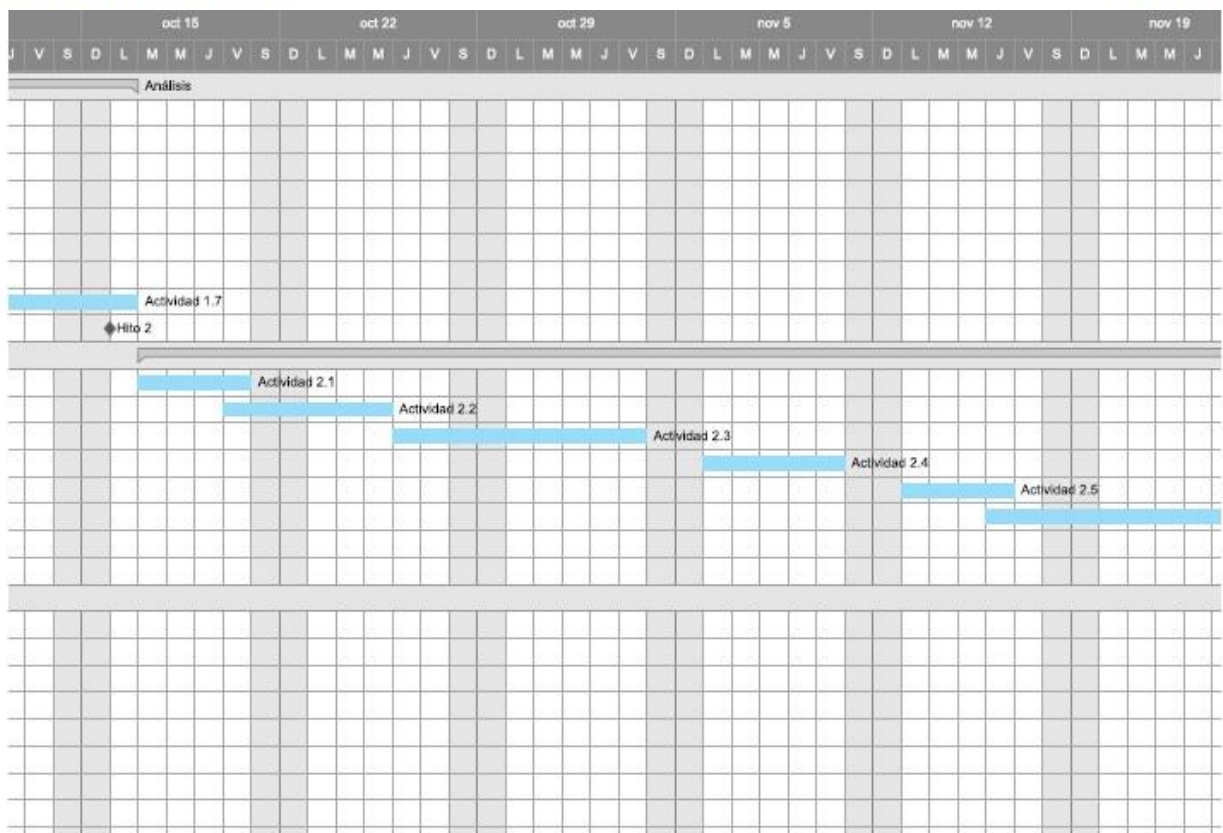 oct 15 oct 22 oct 29 nov 5 nov 12 nov 19
J V S D L M M J V S D L M M J V S D L M M J V S D L M M J V S D L M M J V S D L M M J
Análisis
Actividad 1.7
Hito 2
Actividad 2.1
Actividad 2.2
Actividad 2.3
Actividad 2.4
Actividad 2.5